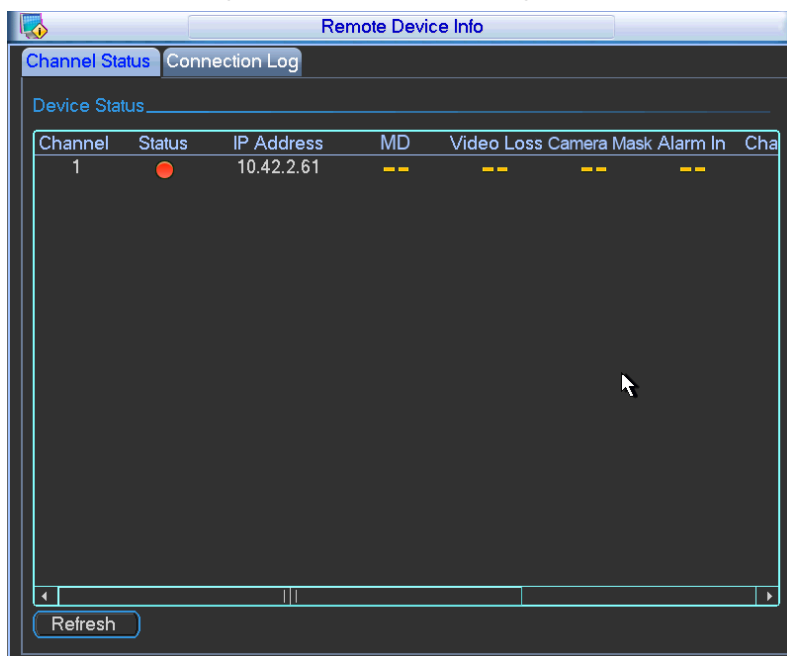 Remote Device Info
Channel Status Connection Log
Device Status
Channel Status IP Address MD Video Loss Camera Mask Alarm In Cha
1 10.42.2.61 -- -- -- --
Refresh